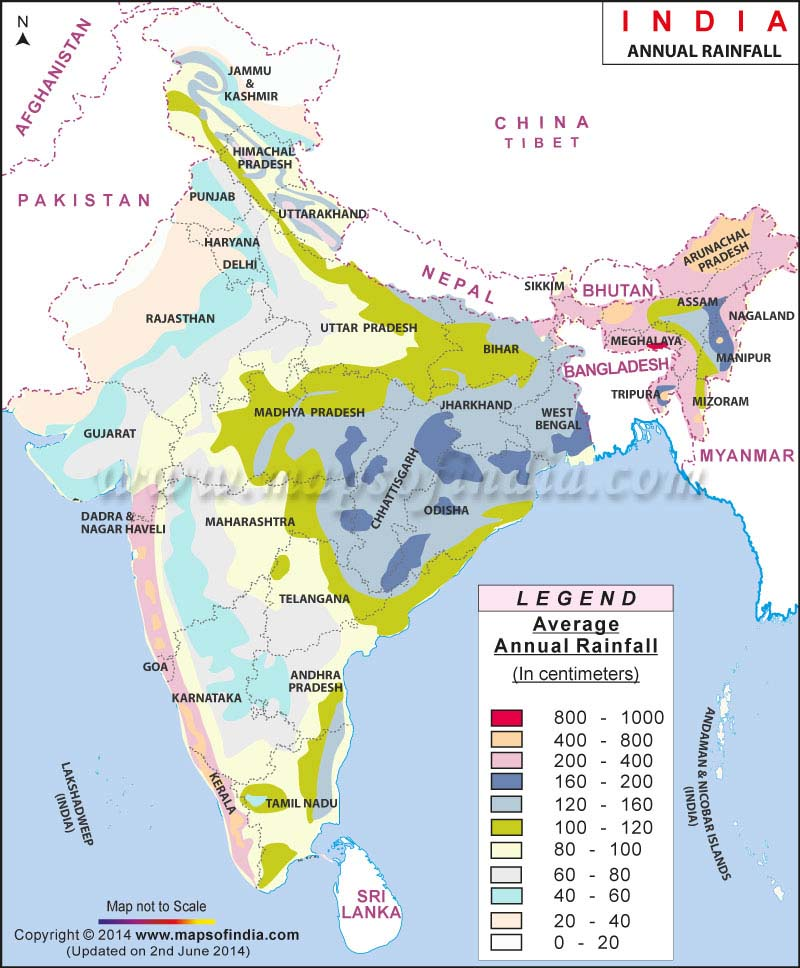 N
INDIA
ANNUAL RAINFALL
AFGHANISTAN
JAMMU
&
KASHMIR
CHINA
TIBET
HIMACHAL
PRADESH
PAKISTAN
PUNJAB
UTTARAKHAND
HARYANA
DELHI
NEPAL
ARUNACHAL
PRADESH
SIKKIM
BHUTAN
ASSAM
NAGALAND
RAJASTHAN
UTTAR PRADESH
BIHAR
MEGHALAYA
MANIPUR
BANGLADESH
TRIPURA
MIZORAM
GUJARAT
MADHYA PRADESH
JHARKHAND
WEST
BENGAL
MYANMAR
www.mapsofindia.com
CHHATTISGARH
DADRA &
NAGAR HAVELI
MAHARASHTRA
ODISHA
TELANGANA
GOA
KARNATAKA
ANDHRA
PRADESH
LAKSHADWEEP
(INDIA)
KERALA
TAMIL NADU
ANDAMAN & NICOBAR ISLANDS
(INDIA)
SRI
LANKA
LEGEND
Average
Annual Rainfall
(In centimeters)
800 - 1000
400 - 800
200 - 400
160 - 200
120 - 160
100 - 120
80 - 100
60 - 80
40 - 60
20 - 40
0 - 20
Map not to Scale
Copyright © 2014 www.mapsofindia.com
(Updated on 2nd June 2014)